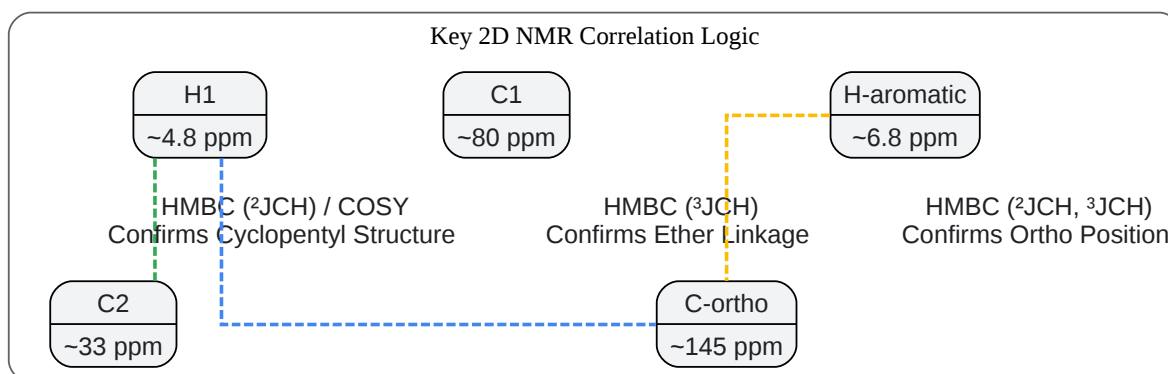 Key 2D NMR Correlation Logic
H1
~4.8 ppm
C1
~80 ppm
H-aromatic
~6.8 ppm
HMBC (²JCH) / COSY
Confirms Cyclopentyl Structure
HMBC (³JCH)
Confirms Ether Linkage
HMBC (²JCH, ³JCH)
Confirms Ortho Position
C2
~33 ppm
C-ortho
~145 ppm